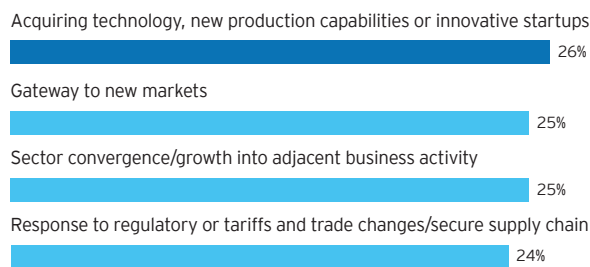 Acquiring technology, new production capabilities or innovative startups
26%
Gateway to new markets
25%
Sector convergence/growth into adjacent business activity
25%
Response to regulatory or tariffs and trade changes/secure supply chain
24%